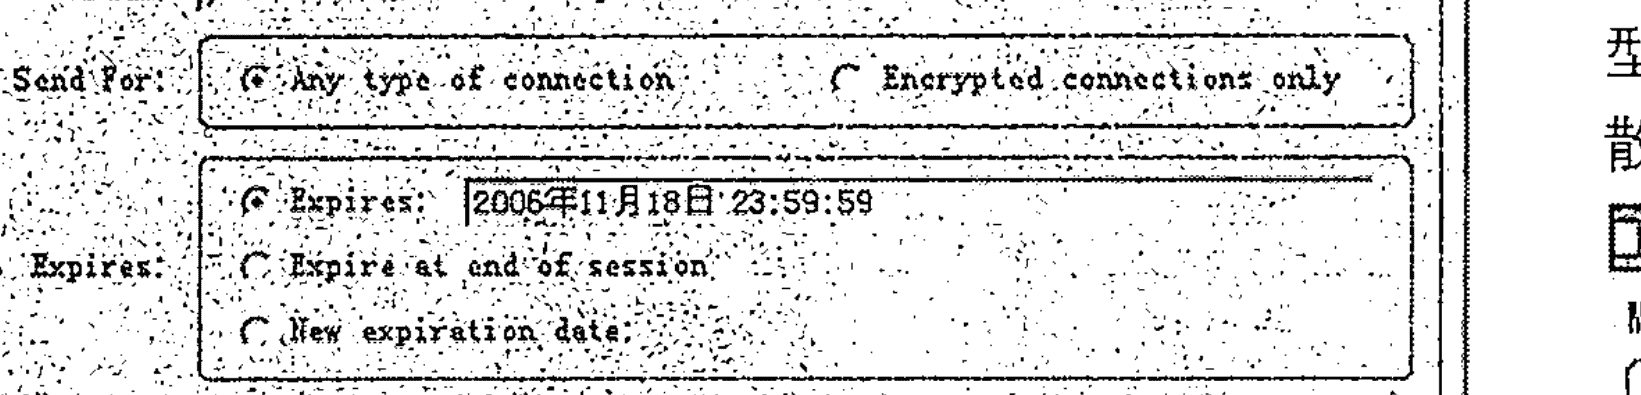 Send For: Any type of connection Encrypted connections only
Expires: 2006年11月18日 23:59:59
Expires: Expire at end of session
New expiration date:
型